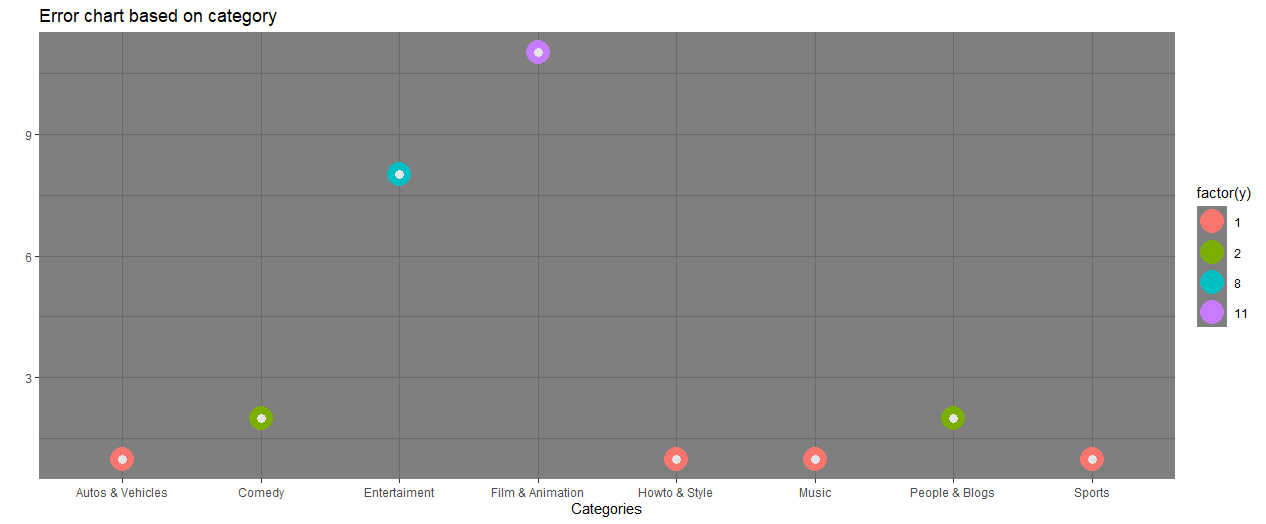 Error chart based on category
9
6
3
Autos & Vehicles Comedy Entertaiment Film & Animation Howto & Style Music People & Blogs Sports
Categories
factor(y)
1
2
8
11